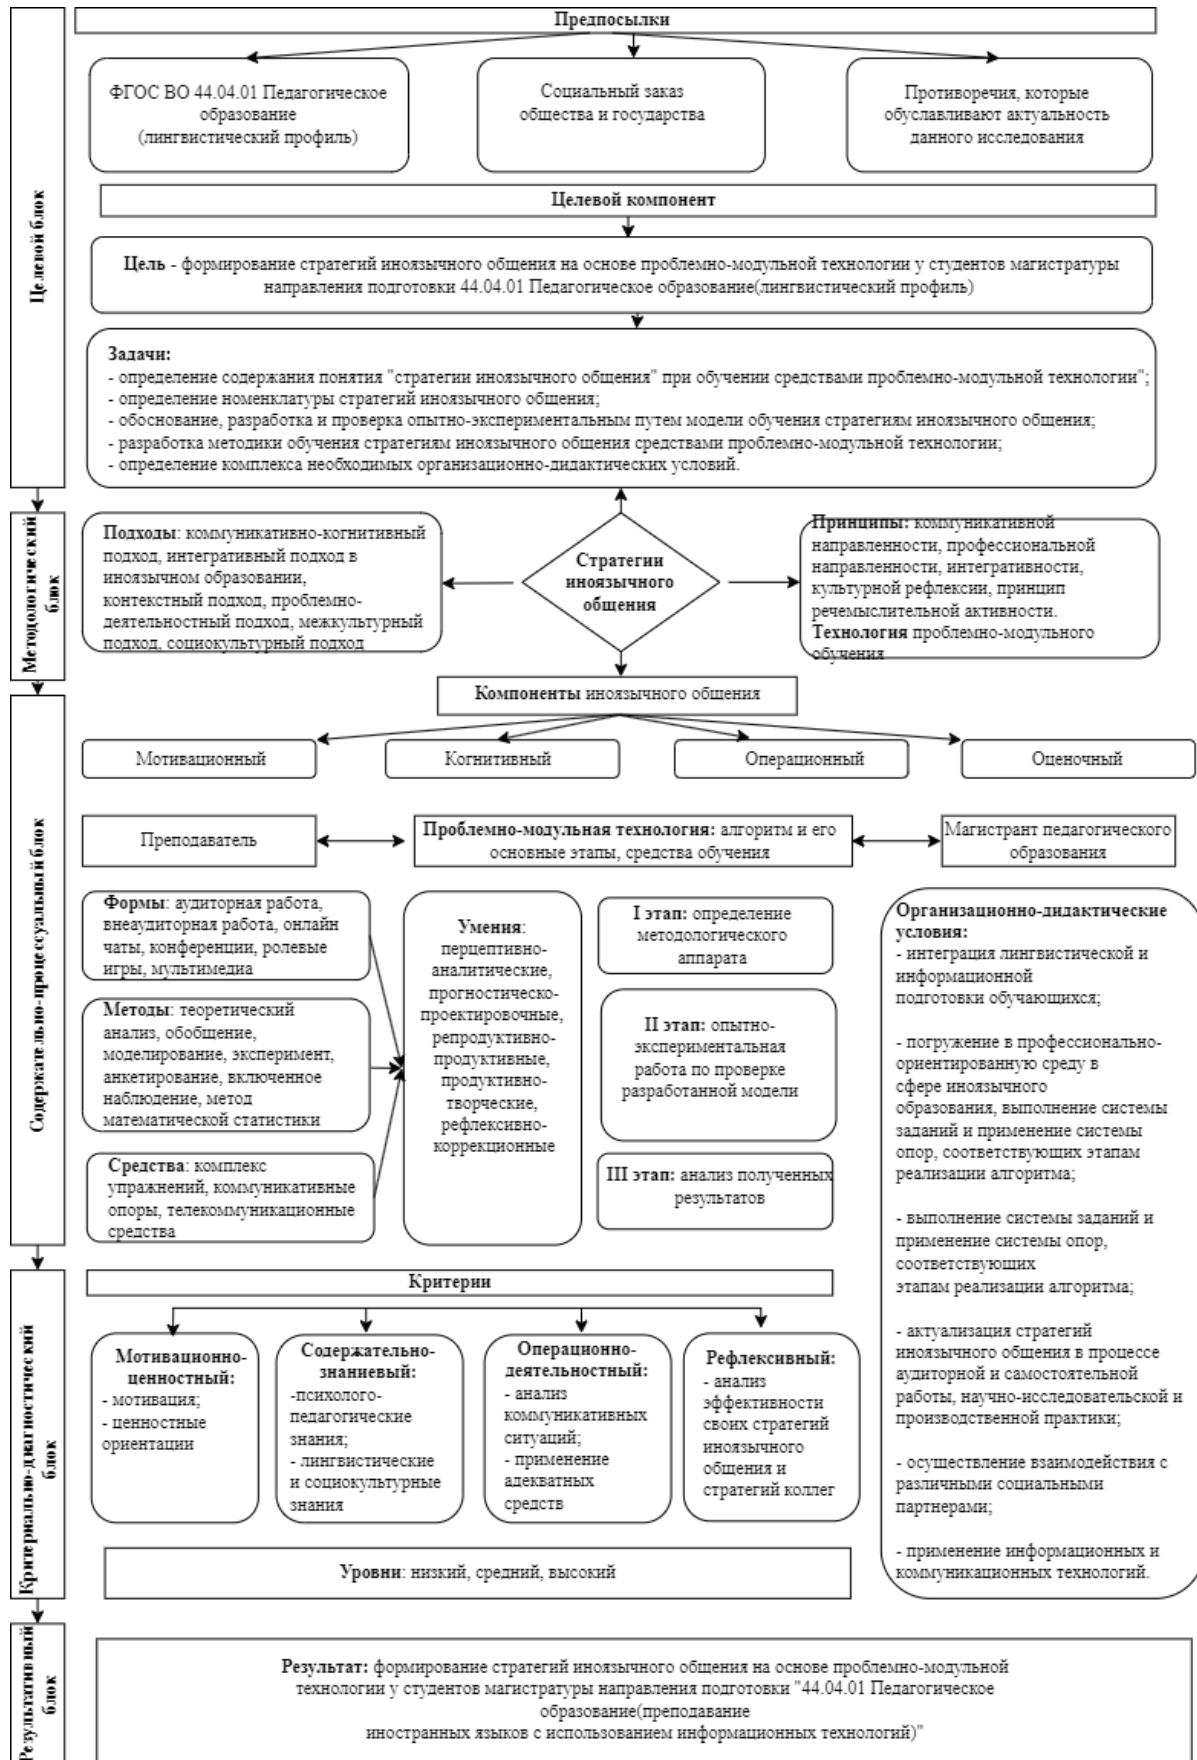 Целевой блок
Предпосылки
ФГОС ВО 44.04.01 Педагогическое
образование
(лингвистический профиль)
Социальный заказ
общества и государства
Противоречия, которые
обуславливают актуальность
данного исследования
Целевой компонент
Цель - формирование стратегий иноязычного общения на основе проблемно-модульной технологии у студентов магистратуры
направления подготовки 44.04.01 Педагогическое образование(лингвистический профиль)
Задачи:
- определение содержания понятия "стратегии иноязычного общения" при обучении средствами проблемно-модульной технологии";
- определение номенклатуры стратегий иноязычного общения;
- обоснование, разработка и проверка опытно-экспериментальным путем модели обучения стратегиям иноязычного общения;
- разработка методики обучения стратегиям иноязычного общения средствами проблемно-модульной технологии;
- определение комплекса необходимых организационно-дидактических условий.
Методологический
блок
Подходы: коммуникативно-когнитивный
подход, интегративный подход в
иноязычном образовании,
контекстный подход, проблемно-
деятельностный подход, межкультурный
подход, социокультурный подход
Стратегии
иноязычного
общения
Принципы: коммуникативной
направленности, профессиональной
направленности, интегративности,
культурной рефлексии, принцип
речемыслительной активности.
Технология проблемно-модульного
обучения
Содержательно-процессуальный блок
Компоненты иноязычного общения
Мотивационный
Когнитивный
Операционный
Оценочный
Преподаватель
Проблемно-модульная технология: алгоритм и его
основные этапы, средства обучения
Магистрант педагогического
образования
Формы: аудиторная работа,
внеаудиторная работа, онлайн
чаты, конференции, ролевые
игры, мультимедиа
Методы: теоретический
анализ, обобщение,
моделирование, эксперимент,
анкетирование, включенное
наблюдение, метод
математической статистики
Средства: комплекс
упражнений, коммуникативные
опоры, телекоммуникационные
средства
Умения:
перцептивно-
аналитические,
прогностическо-
проектировочные,
репродуктивно-
продуктивные,
продуктивно-
творческие,
рефлексивно-
коррекционные
I этап: определение
методологического
аппарата
II этап: опытно-
экспериментальная
работа по проверке
разработанной модели
III этап: анализ полученных
результатов
Организационно-дидактические
условия:
- интеграция лингвистической и
информационной
подготовки обучающихся;
- погружение в профессионально-
ориентированную среду в
сфере иноязычного
образования, выполнение системы
заданий и применение системы
опор, соответствующих этапам
реализации алгоритма;
- выполнение системы заданий и
применение системы опор,
соответствующих
этапам реализации алгоритма;
- актуализация стратегий
иноязычного общения в процессе
аудиторной и самостоятельной
работы, научно-исследовательской и
производственной практики;
- осуществление взаимодействия с
различными социальными
партнерами;
- применение информационных и
коммуникационных технологий.
Критериально-диагностический
блок
Критерии
Мотивационно-
ценностный:
- мотивация;
- ценностные
ориентации
Содержательно-
знаниевый:
-психолого-
педагогические
знания;
- лингвистические
и социокультурные
знания
Операционно-
деятельностный:
- анализ
коммуникативных
ситуаций;
- применение
адекватных
средств
Рефлексивный:
- анализ
эффективности
своих стратегий
иноязычного
общения и
стратегий коллег
Уровни: низкий, средний, высокий
Результативный
блок
Результат: формирование стратегий иноязычного общения на основе проблемно-модульной
технологии у студентов магистратуры направления подготовки "44.04.01 Педагогическое
образование(преподавание
иностранных языков с использованием информационных технологий)"